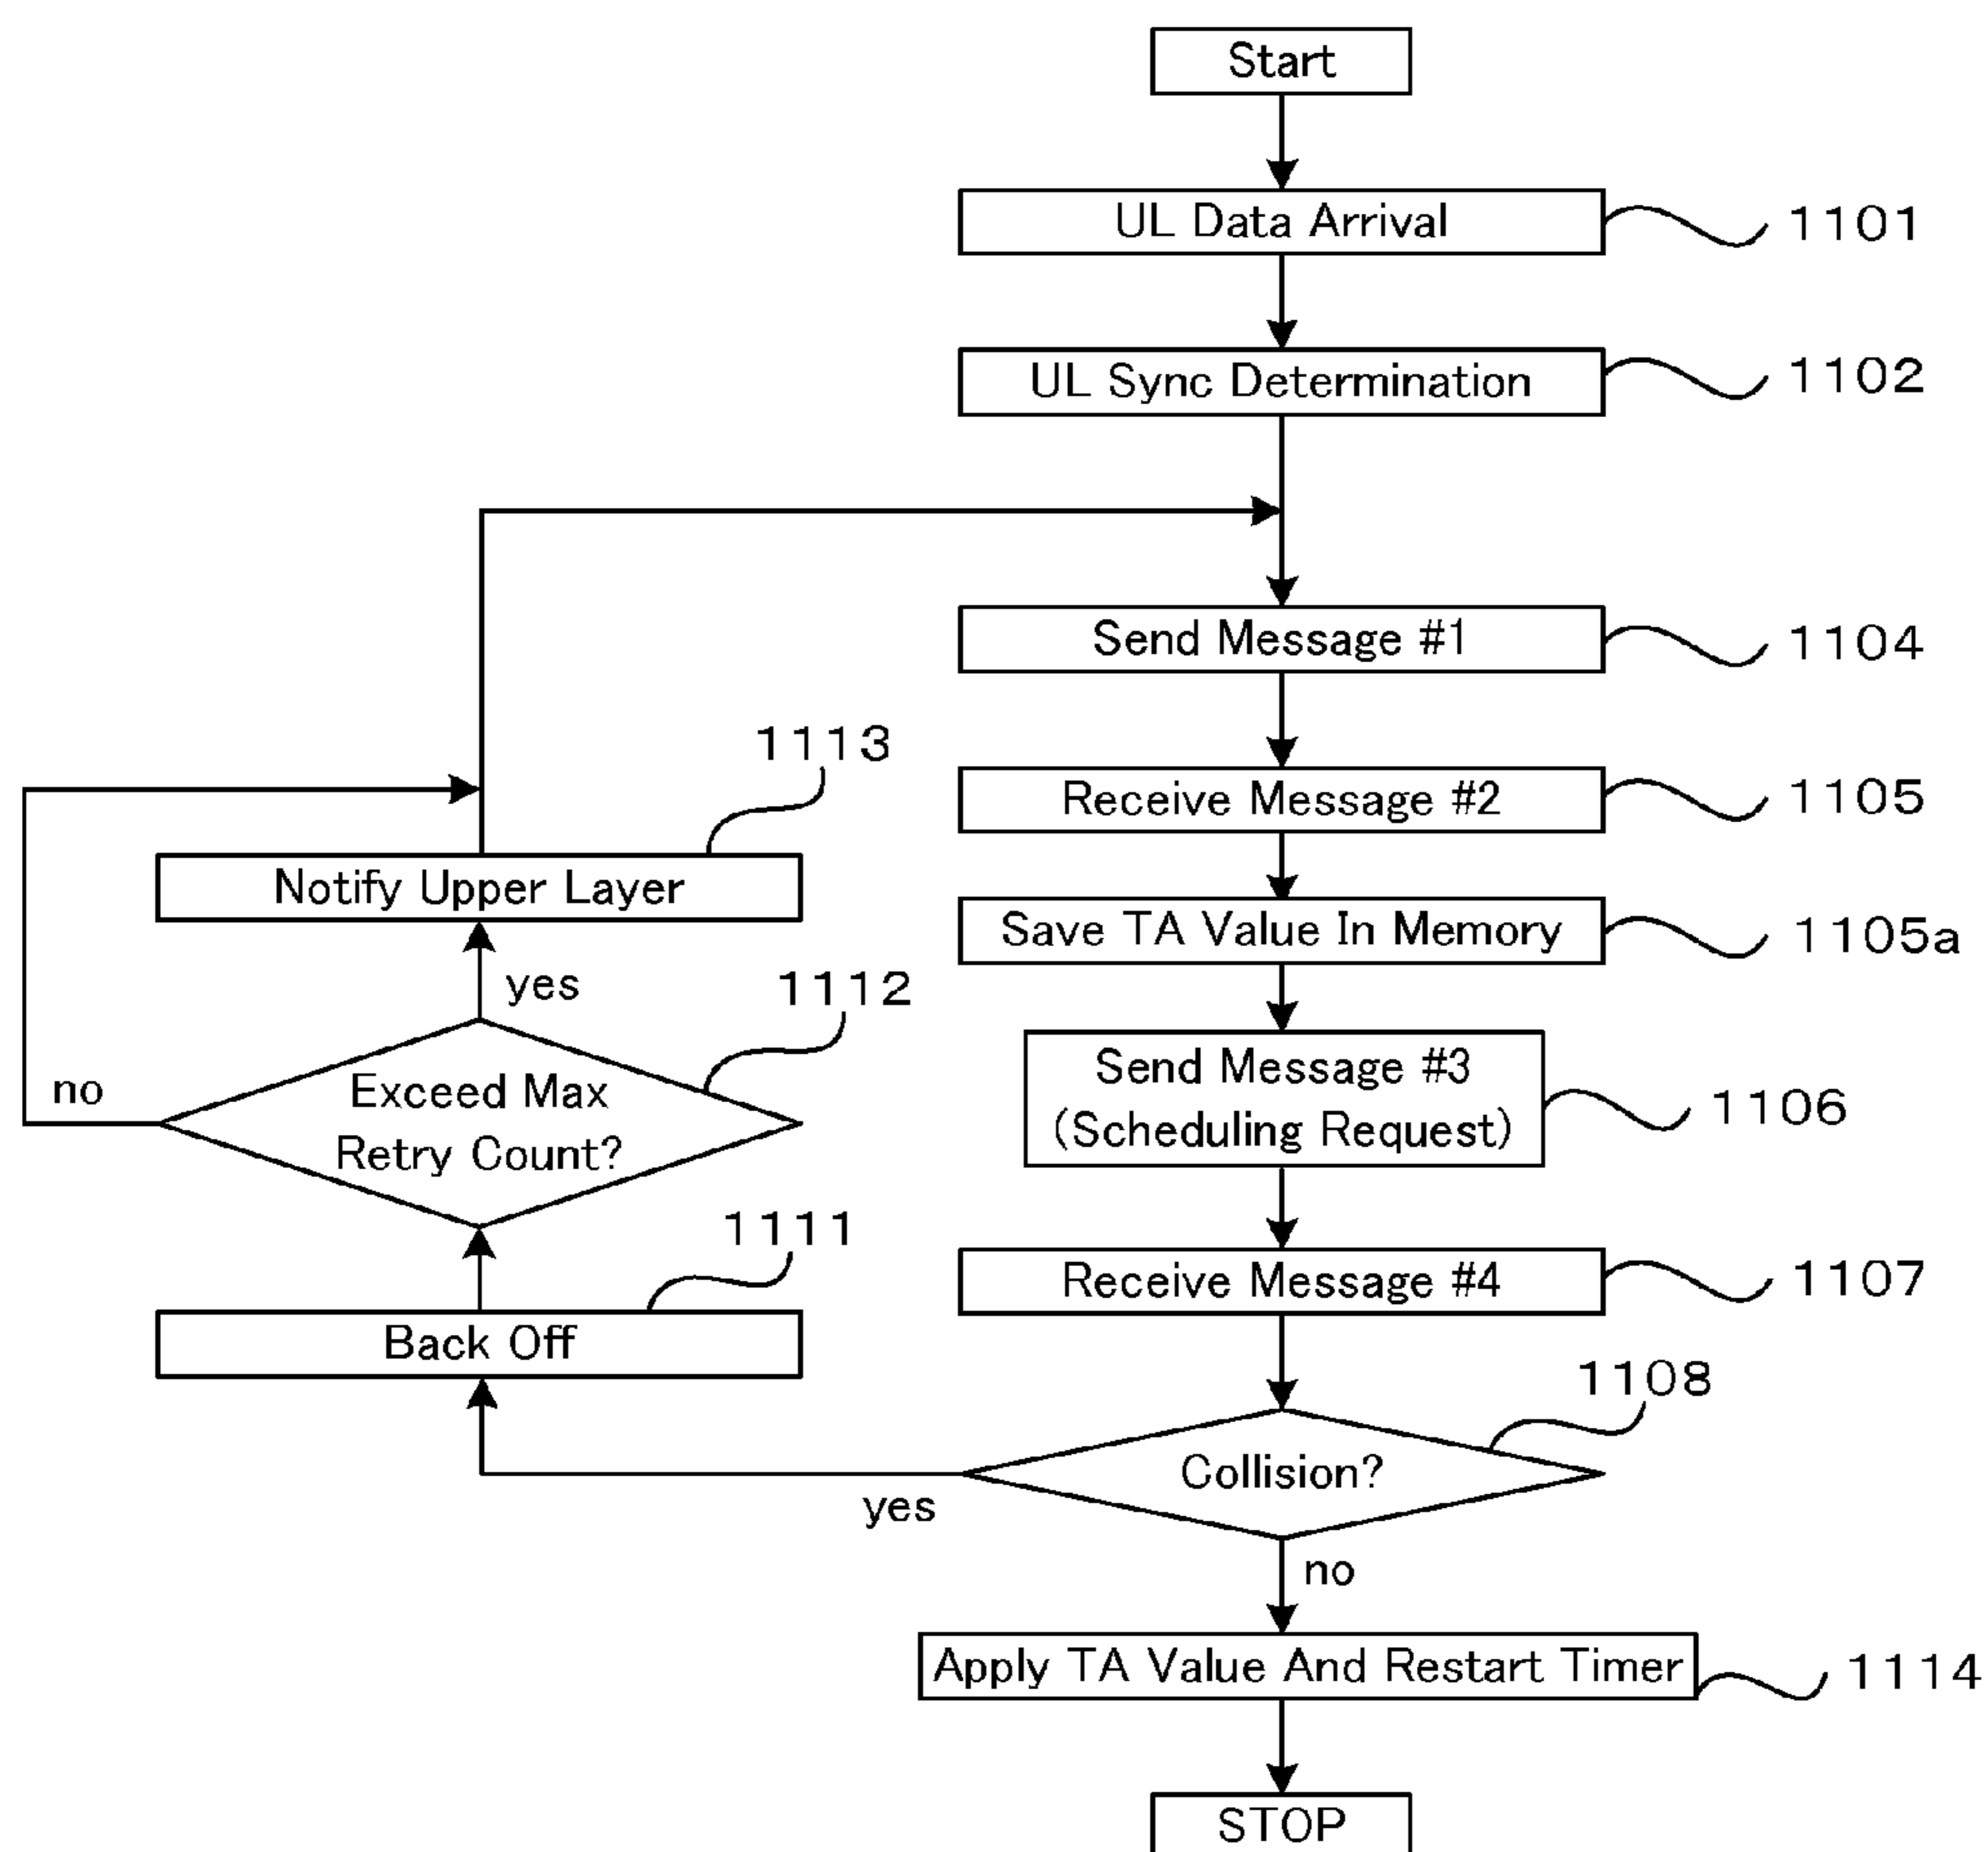 Start
UL Data Arrival
1101
UL Sync Determination
1102
Send Message #1
1104
1113
Receive Message #2
1105
Notify Upper Layer
Save TA Value In Memory
1105a
yes
1112
Send Message #3
(Scheduling Request)
1106
no
Exceed Max
Retry Count?
1111
Receive Message #4
1107
Back Off
1108
Collision?
yes
no
Apply TA Value And Restart Timer
1114
STOP